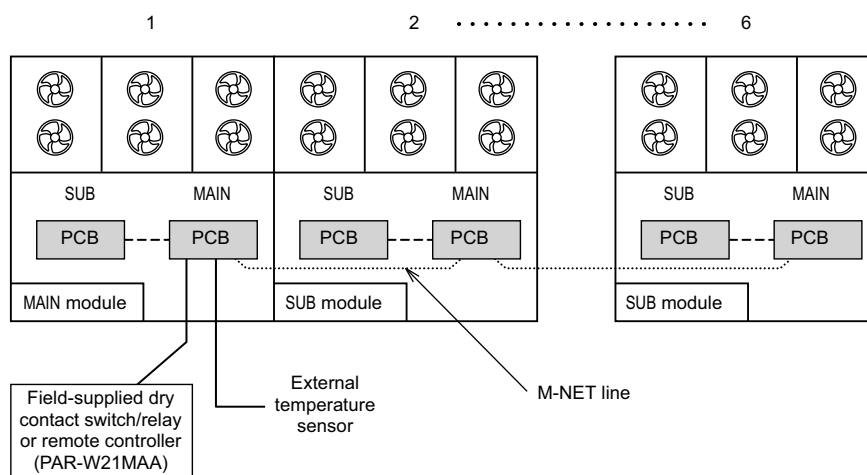 1 2 ........................ 6
SUB MAIN SUB MAIN SUB MAIN
PCB PCB PCB PCB PCB PCB
MAIN module SUB module SUB module
Field-supplied dry
contact switch/relay
or remote controller
(PAR-W21MAA)
External
temperature
sensor
M-NET line